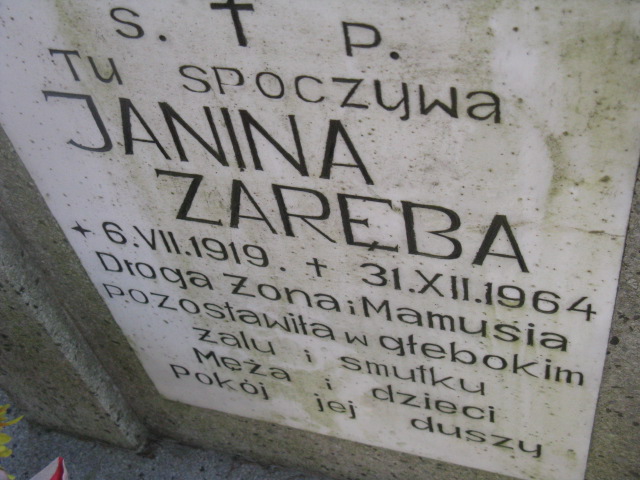 Ś. † P.
Tu spoczywa
JANINA
ZARĘBA
* 6.VII.1919. † 31.XII.1964
Droga żona i Mamusia
pozostawiła w głębokim
żalu i smutku
Męża i dzieci
pokój jej duszy